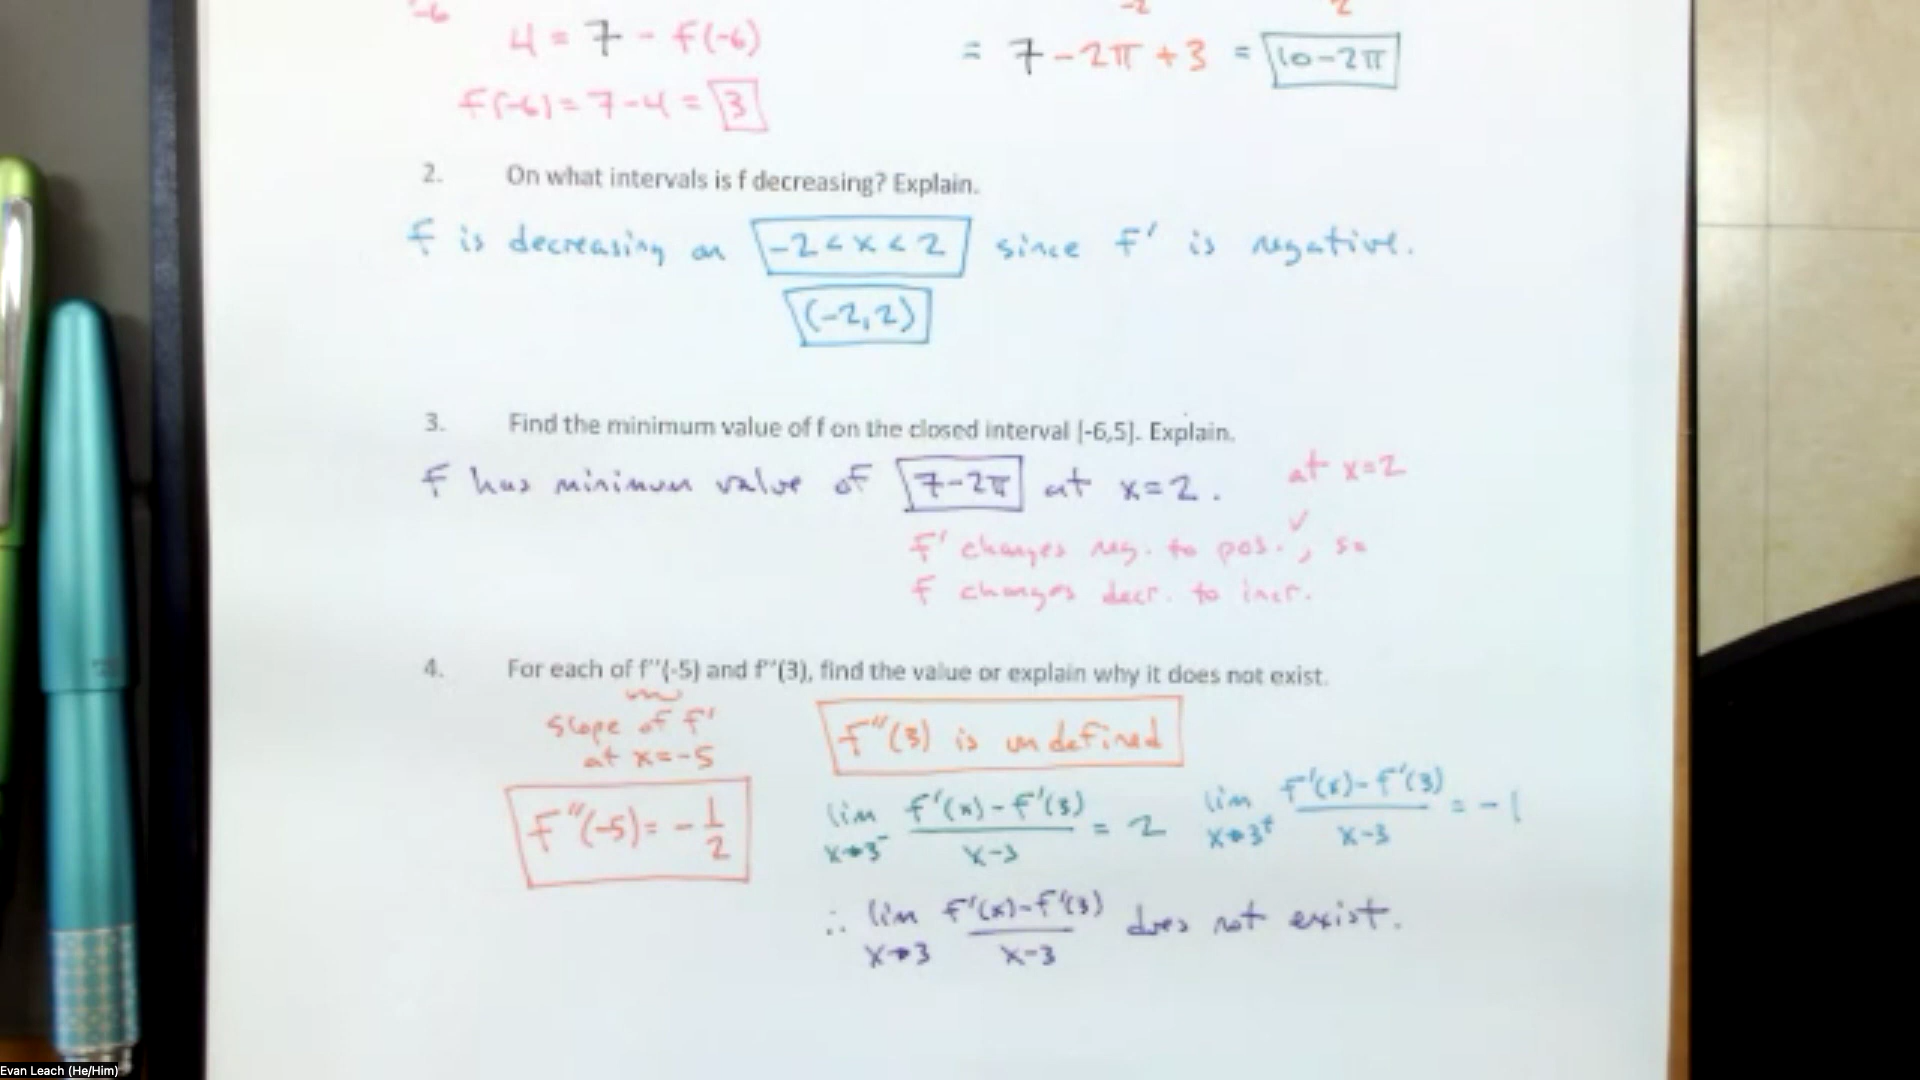 -6
4 = 7 - f(-6)
f(-6) = 7-4 = 3
-2 2
= 7 - 2π + 3 = 10-2π
2. On what intervals is f decreasing? Explain.
f is decreasing on -2 < x < 2 since f' is negative.
(-2,2)
3. Find the minimum value of f on the closed interval [-6,5]. Explain.
f has minimum value of 7-2π at x=2.
at x=2
f' changes neg. to pos. ✓, so
f changes decr. to incr.
4. For each of f''(-5) and f''(3), find the value or explain why it does not exist.
slope of f'
at x=-5
f''(-5) = - 1/2
f''(3) is undefined
lim x→3⁻ f'(x)-f'(3) / x-3 = 2
lim x→3⁺ f'(x)-f'(3) / x-3 = -1
∴ lim x→3 f'(x)-f'(3) / x-3 does not exist.
Evan Leach (He/Him)